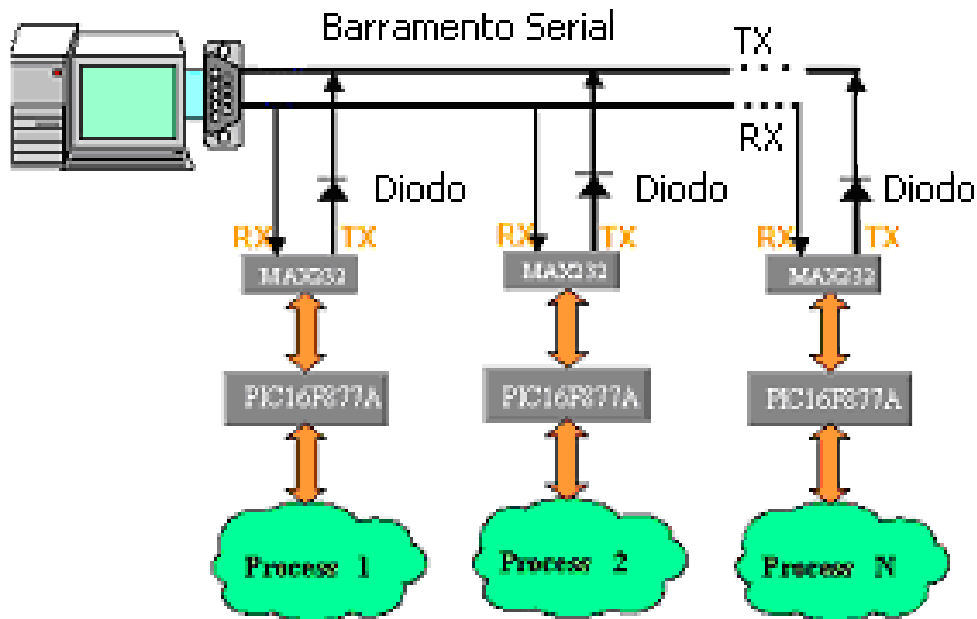 Barramento Serial
TX
RX
Diodo
Diodo
Diodo
RX TX
RX TX
RX TX
MAX232
MAX232
MAX232
PIC16F877A
PIC16F877A
PIC16F877A
Process 1
Process 2
Process N